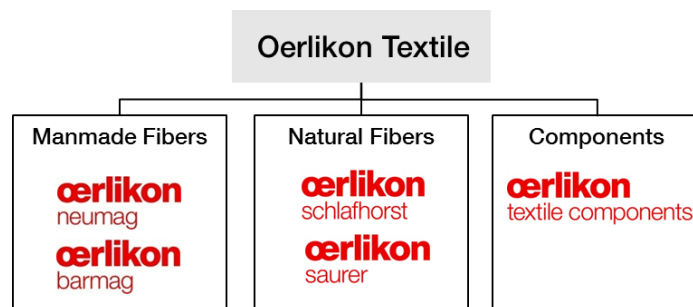 Oerlikon Textile
Manmade Fibers
œrlikon
neumag
œrlikon
barmag
Natural Fibers
œrlikon
schlafhorst
œrlikon
saurer
Components
œrlikon
textile components